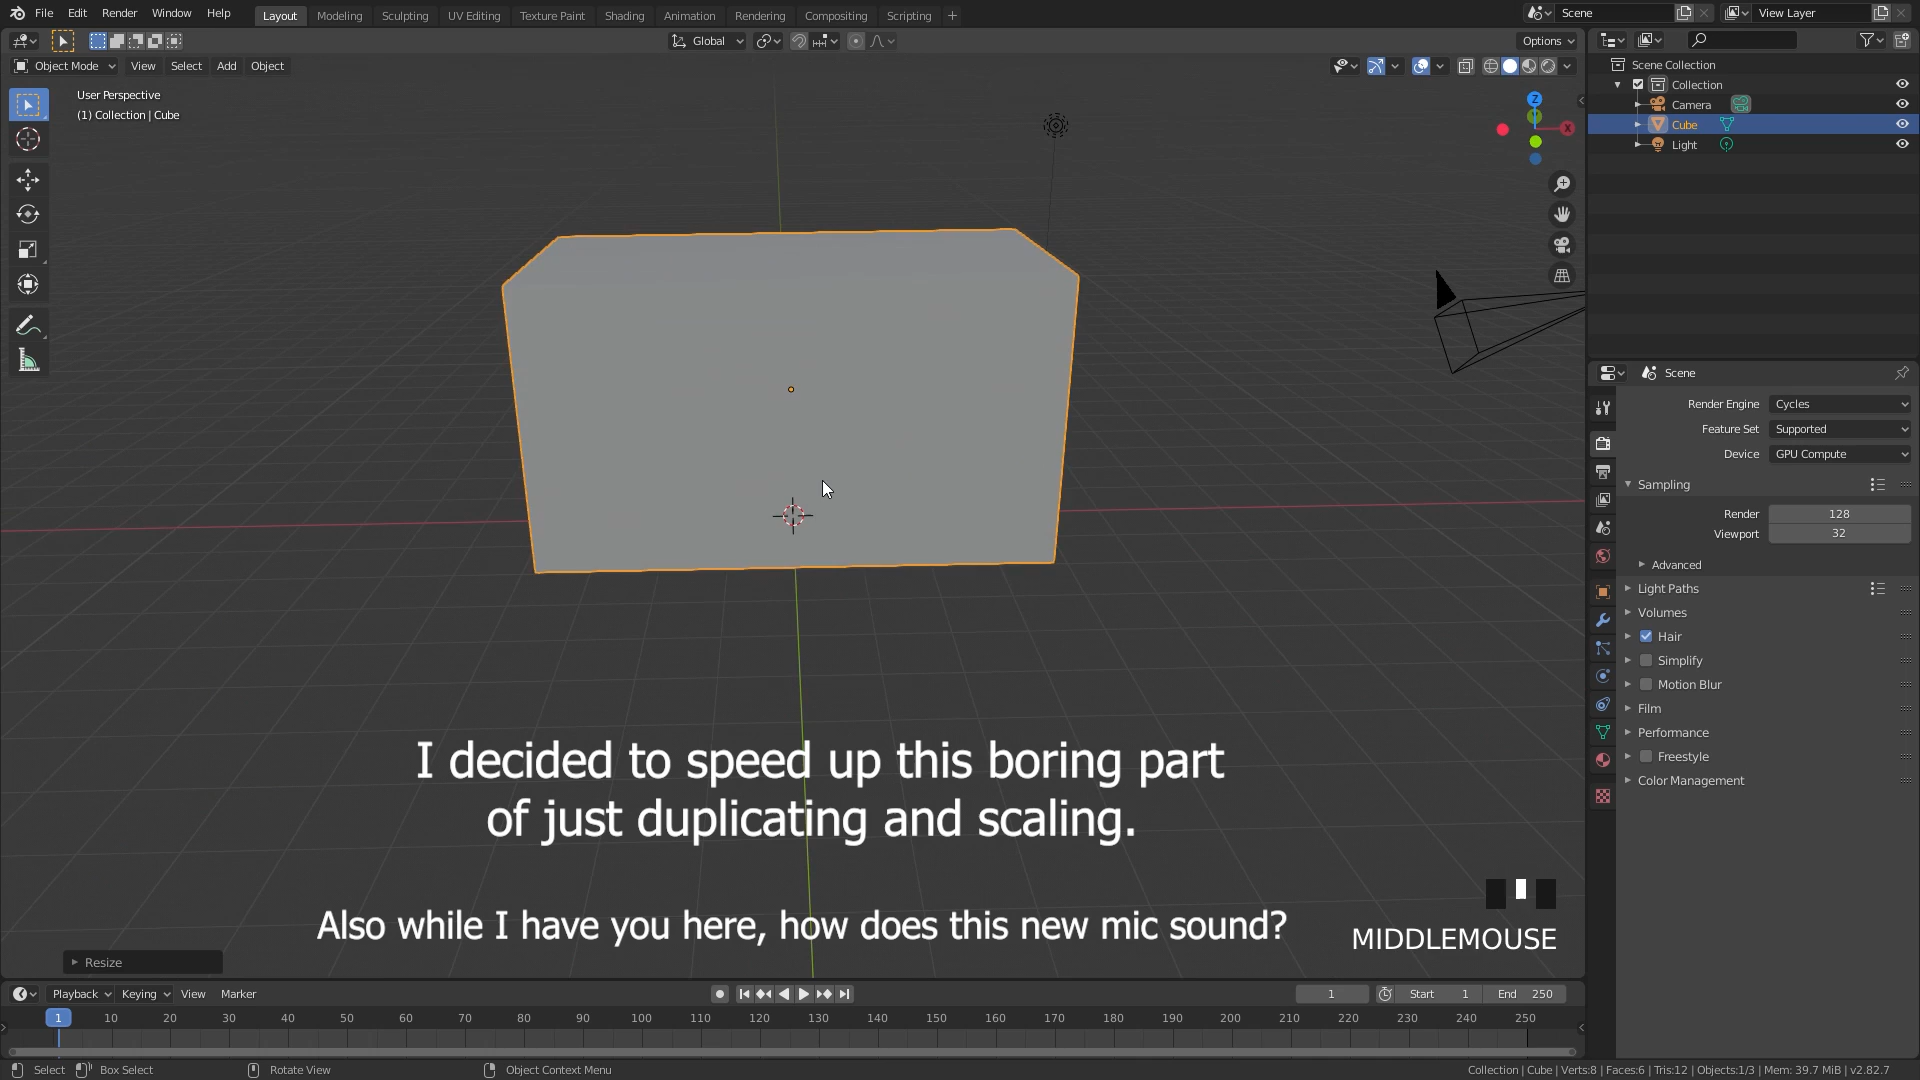 File Edit Render Window Help Layout Modeling Sculpting UV Editing Texture Paint Shading Animation Rendering Compositing Scripting + Scene View Layer
Global Options
Object Mode View Select Add Object
User Perspective
(1) Collection | Cube
Z
X
Scene Collection
Collection
Camera
Cube
Light
Scene
Render Engine Cycles
Feature Set Supported
Device GPU Compute
Sampling
Render 128
Viewport 32
Advanced
Light Paths
Volumes
Hair
Simplify
Motion Blur
Film
Performance
Freestyle
Color Management
I decided to speed up this boring part
of just duplicating and scaling.
Also while I have you here, how does this new mic sound?
MIDDLEMOUSE
Resize
Playback Keying View Marker 1 Start 1 End 250
1 10 20 30 40 50 60 70 80 90 100 110 120 130 140 150 160 170 180 190 200 210 220 230 240 250
Select Box Select Rotate View Object Context Menu Collection | Cube | Verts:8 | Faces:6 | Tris:12 | Objects:1/3 | Mem: 39.7 MiB | v2.82.7